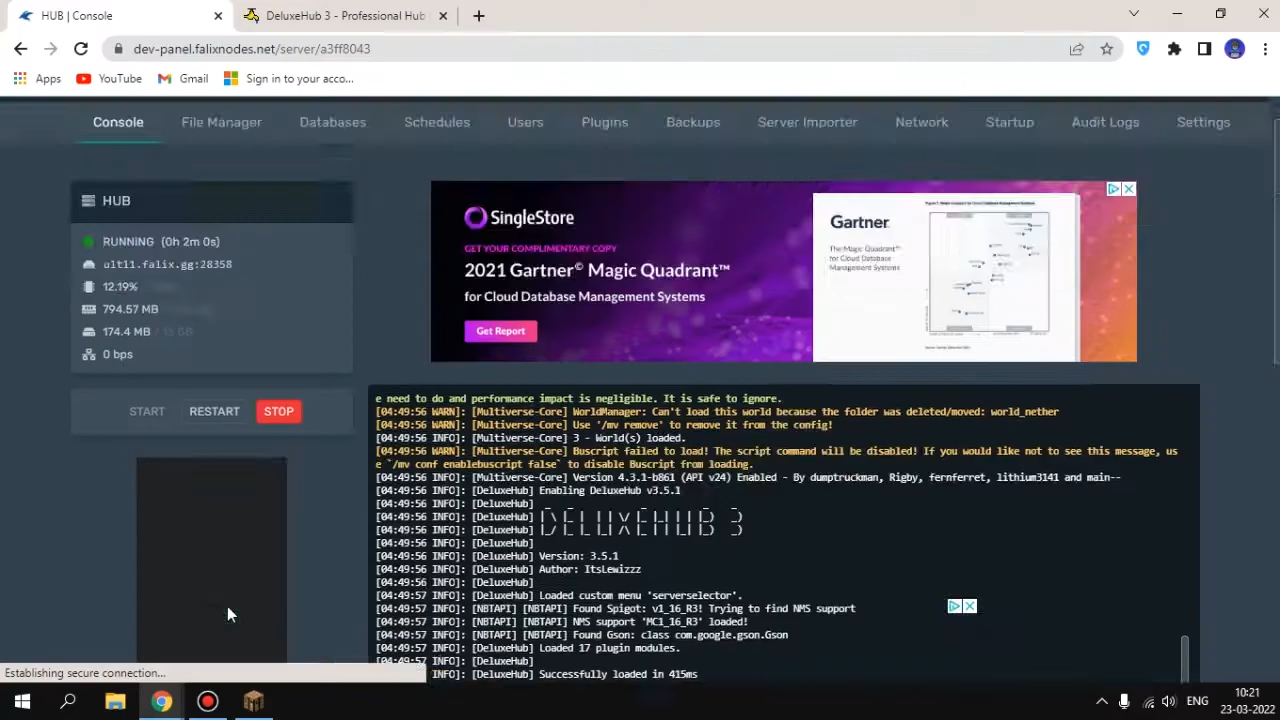 HUB | Console
DeluxeHub 3 - Professional Hub
dev-panel.falixnodes.net/server/a3ff8043
Apps YouTube Gmail Sign in to your acco...
Console File Manager Databases Schedules Users Plugins Backups Server Importer Network Startup Audit Logs Settings
HUB
RUNNING (0h 2m 0s)
ult11.falix.gg:28358
12.19%
794.57 MB
174.4 MB
0 bps
START RESTART STOP
SingleStore
GET YOUR COMPLIMENTARY COPY
2021 Gartner® Magic Quadrant™
for Cloud Database Management Systems
Get Report
Gartner
The Magic Quadrant™
for Cloud Database
Management Systems
e need to do and performance impact is negligible. It is safe to ignore.
[04:49:56 WARN]: [Multiverse-Core] WorldManager: Can't load this world because the folder was deleted/moved: world_nether
[04:49:56 WARN]: [Multiverse-Core] Use '/mv remove' to remove it from the config!
[04:49:56 INFO]: [Multiverse-Core] 3 - World(s) loaded.
[04:49:56 WARN]: [Multiverse-Core] Buscript failed to load! The script command will be disabled! If you would like not to see this message, us
e `/mv conf enablebuscript false` to disable Buscript from loading.
[04:49:56 INFO]: [Multiverse-Core] Version 4.3.1-b861 (API v24) Enabled - By dumptruckman, Rigby, fernferret, lithium3141 and main--
[04:49:56 INFO]: [DeluxeHub] Enabling DeluxeHub v3.5.1
[04:49:56 INFO]: [DeluxeHub]
[04:49:56 INFO]: [DeluxeHub]
[04:49:56 INFO]: [DeluxeHub]
[04:49:56 INFO]: [DeluxeHub]
[04:49:56 INFO]: [DeluxeHub] Version: 3.5.1
[04:49:56 INFO]: [DeluxeHub] Author: ItsLewizzz
[04:49:56 INFO]: [DeluxeHub]
[04:49:57 INFO]: [DeluxeHub] Loaded custom menu 'serverselector'.
[04:49:57 INFO]: [NBTAPI] [NBTAPI] Found Spigot: v1_16_R3! Trying to find NMS support
[04:49:57 INFO]: [NBTAPI] [NBTAPI] NMS support 'MC1_16_R3' loaded!
[04:49:57 INFO]: [NBTAPI] [NBTAPI] Found Gson: class com.google.gson.Gson
[04:49:57 INFO]: [DeluxeHub] Loaded 17 plugin modules.
[04:49:57 INFO]: [DeluxeHub]
INFO]: [DeluxeHub] Successfully loaded in 415ms
Establishing secure connection...
ENG
10:21
23-03-2022